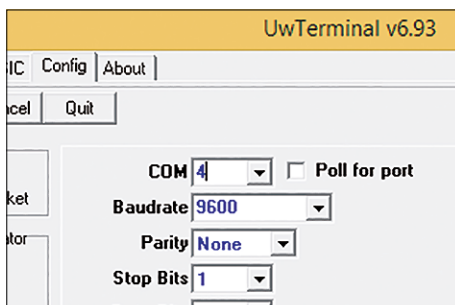 UwTerminal v6.93
Config About
Quit
COM 4 Poll for port
Baudrate 9600
Parity None
Stop Bits 1